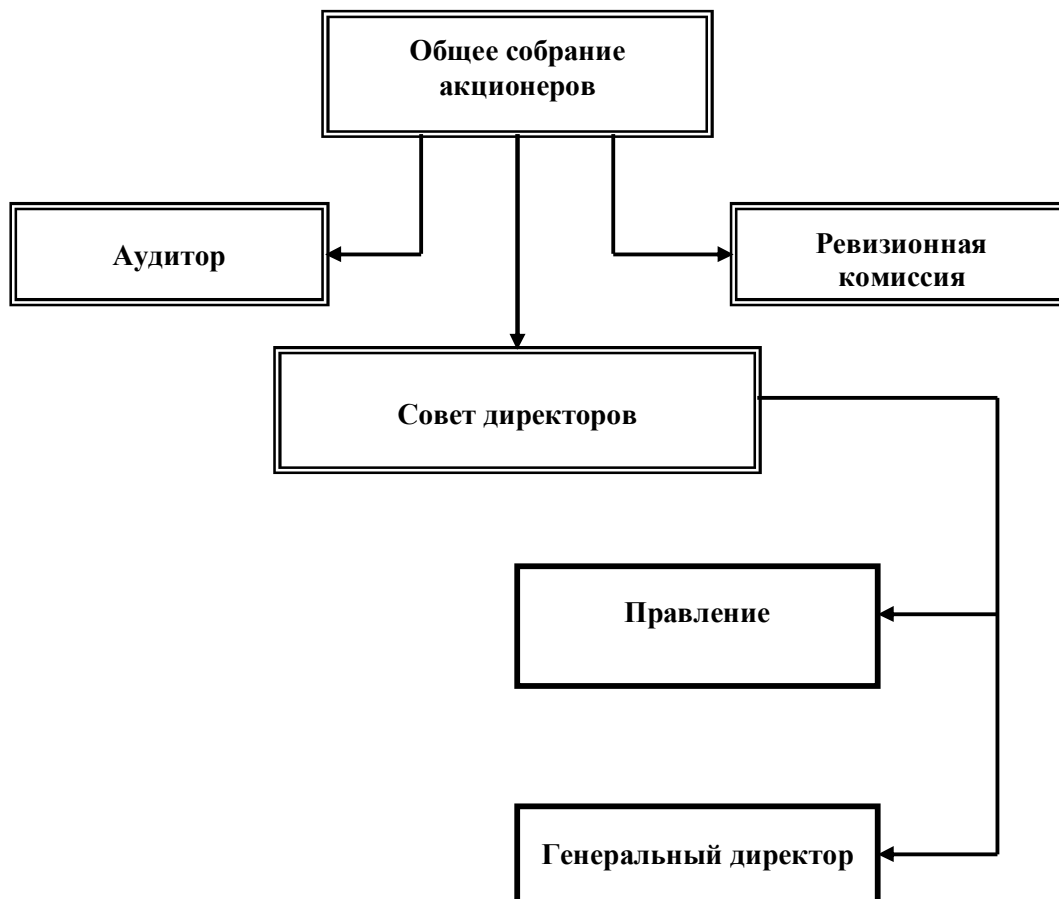 Общее собрание
акционеров
Аудитор
Ревизионная
комиссия
Совет директоров
Правление
Генеральный директор